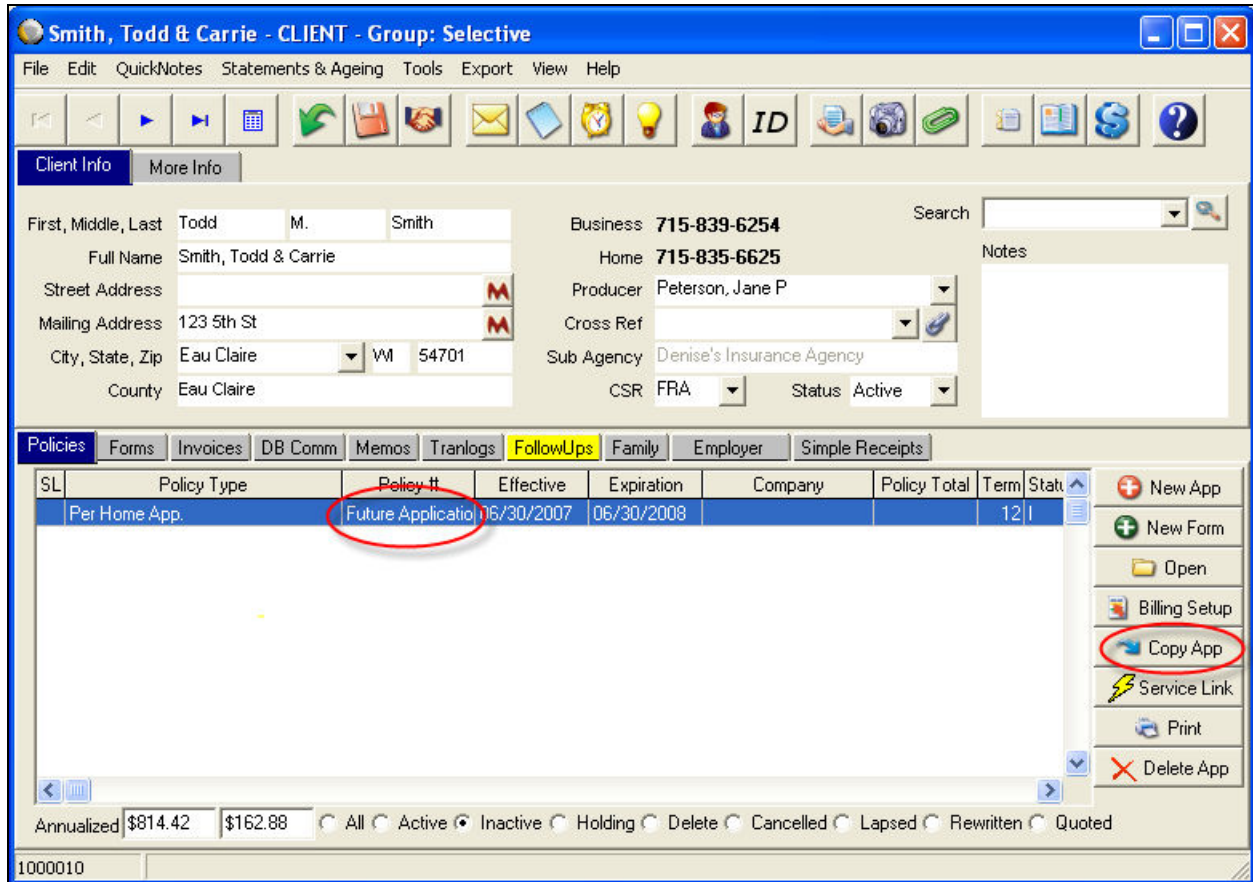 Smith, Todd & Carrie - CLIENT - Group: Selective
File Edit QuickNotes Statements & Ageing Tools Export View Help
ID
Client Info More Info
First, Middle, Last Todd M. Smith Business 715-839-6254 Search
Full Name Smith, Todd & Carrie Home 715-835-6625 Notes
Street Address Producer Peterson, Jane P
Mailing Address 123 5th St Cross Ref
City, State, Zip Eau Claire WI 54701 Sub Agency Denise's Insurance Agency
County Eau Claire CSR FRA Status Active
Policies Forms Invoices DB Comm Memos Tranlogs FollowUps Family Employer Simple Receipts
SL Policy Type Policy # Effective Expiration Company Policy Total Term Statu
Per Home App. Future Applicatio 06/30/2007 06/30/2008 12 I
New App
New Form
Open
Billing Setup
Copy App
Service Link
Print
Delete App
Annualized $814.42 $162.88 All Active Inactive Holding Delete Cancelled Lapsed Rewritten Quoted
1000010